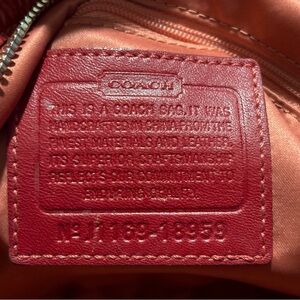 COACH
THIS IS A COACH BAG. IT WAS
HANDCRAFTED IN CHINA FROM THE
FINEST MATERIALS AND LEATHER.
ITS SUPERIOR CRAFTSMANSHIP
REFLECTS OUR COMMITMENT TO
ENDURING QUALITY.
Nº J1169-18959